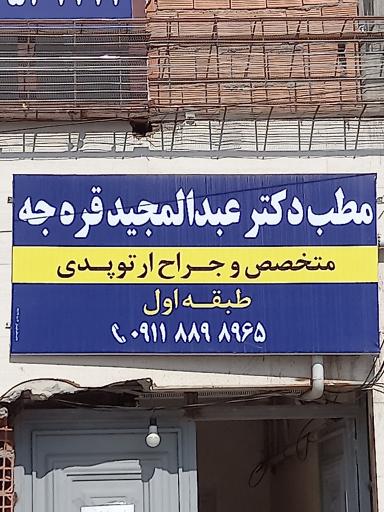 مطب دکتر عبدالمجید قره جه
متخصص و جراح ارتوپدی
طبقه اول
۰۹۱۱ ۸۸۹ ۸۹۶۵